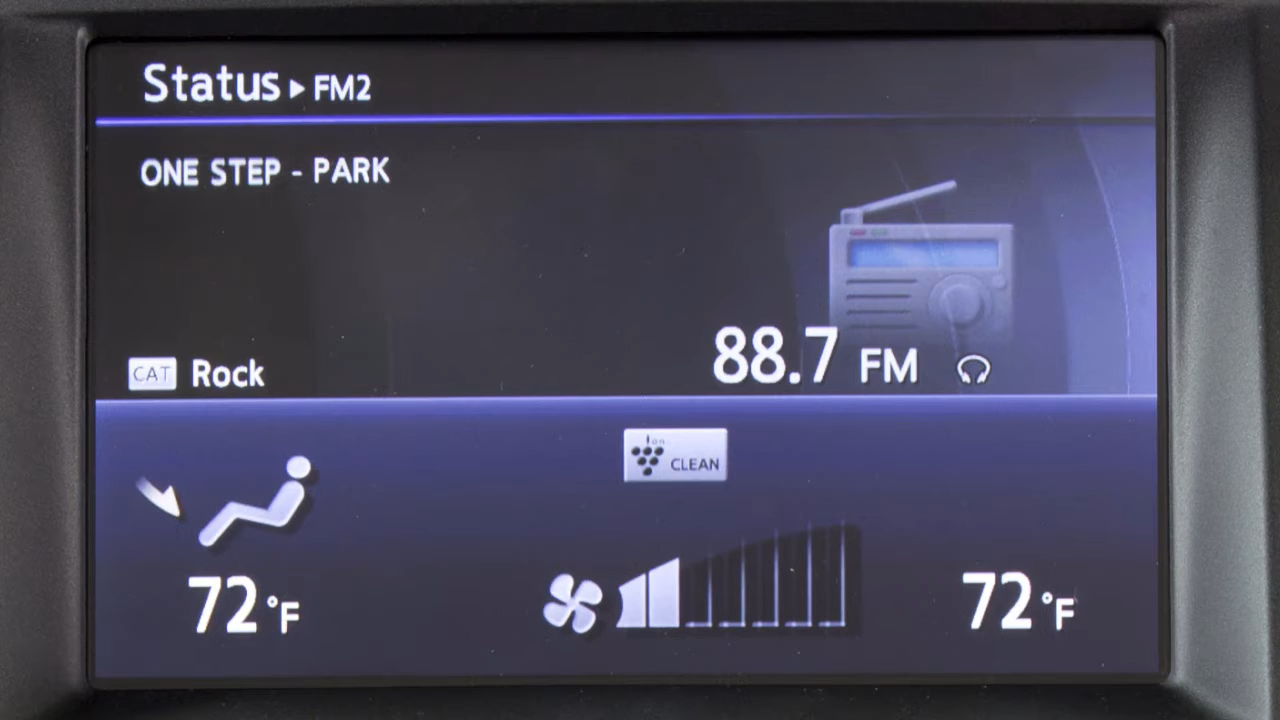 Status ▶ FM2
ONE STEP - PARK
CAT Rock
88.7 FM
ion
CLEAN
72 °F
72 °F